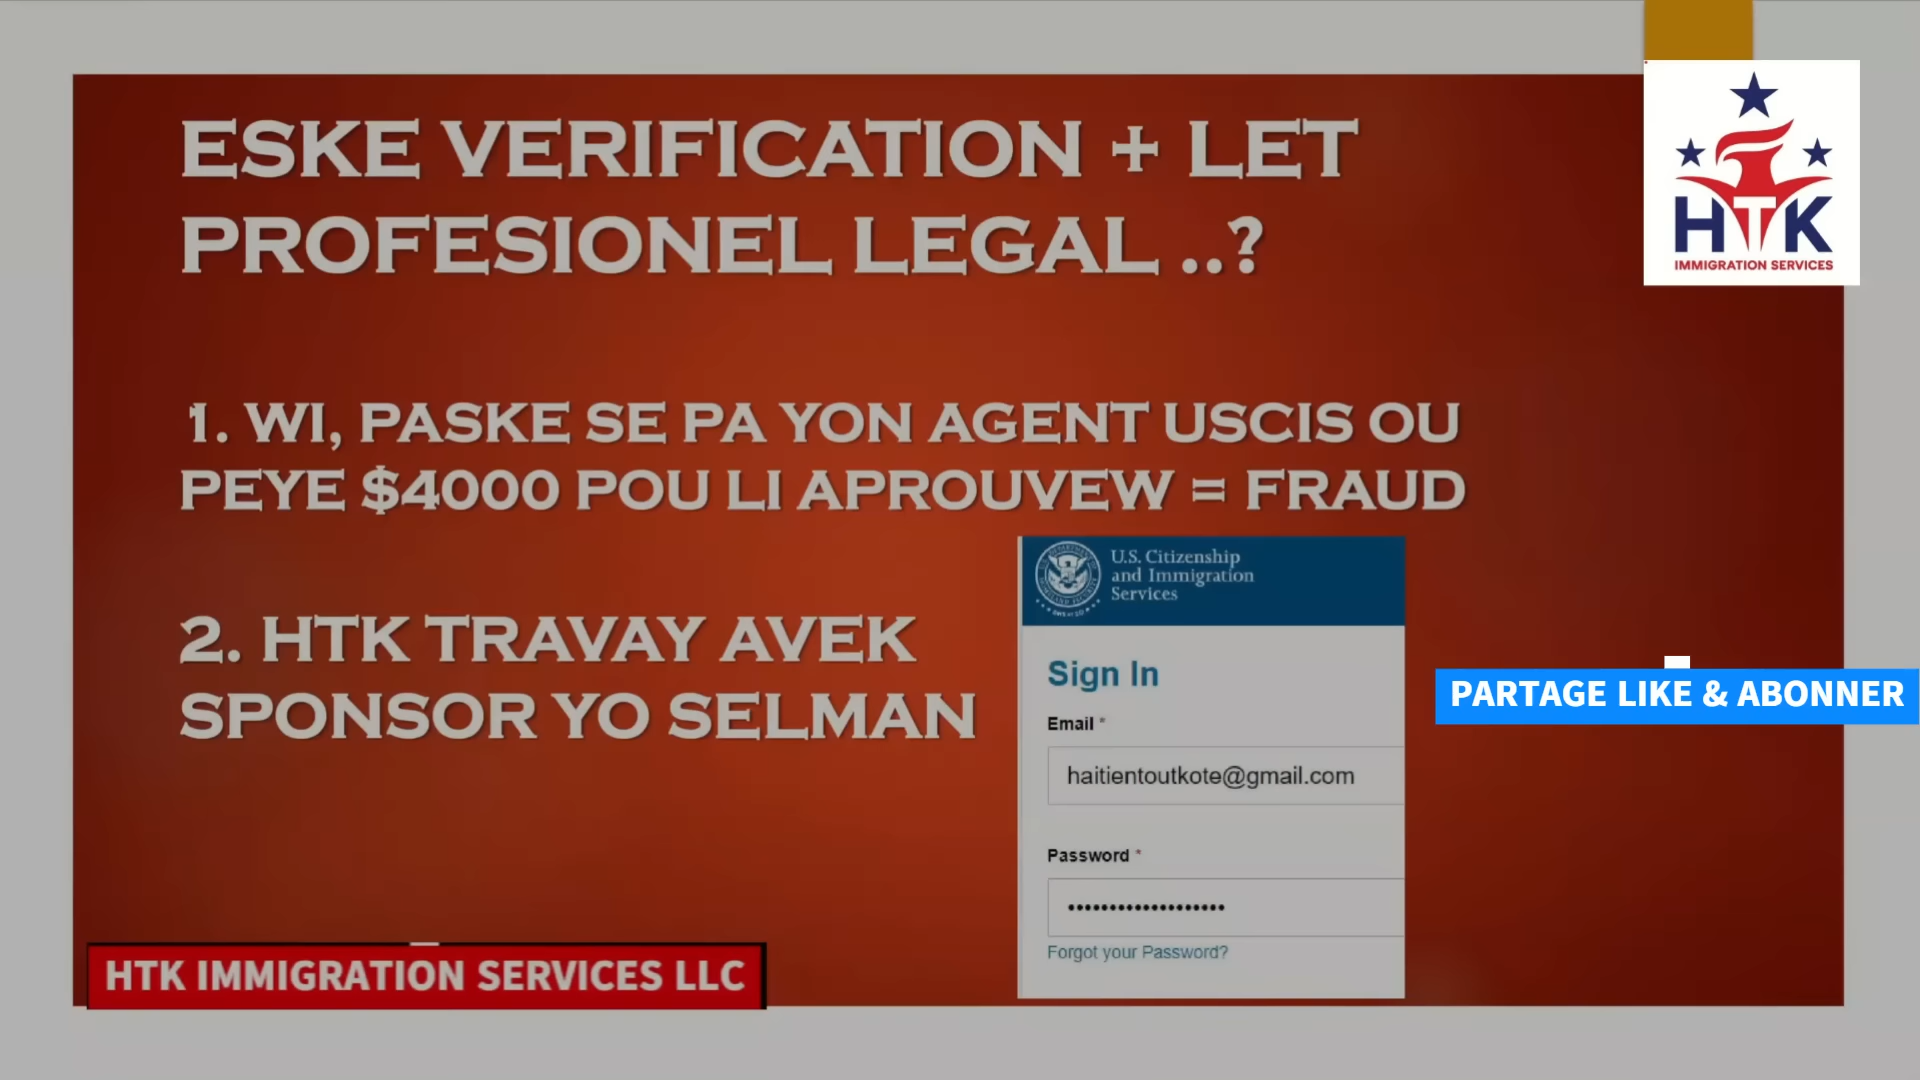 ESKE VERIFICATION + LET
PROFESIONEL LEGAL ..?
HTK
IMMIGRATION SERVICES
1. WI, PASKE SE PA YON AGENT USCIS OU
PEYE $4000 POU LI APROUVEW = FRAUD
2. HTK TRAVAY AVEK
SPONSOR YO SELMAN
U.S. Citizenship
and Immigration
Services
Sign In
Email *
haitientoutkote@gmail.com
Password *
•••••••••••••••••••
Forgot your Password?
PARTAGE LIKE & ABONNER
HTK IMMIGRATION SERVICES LLC